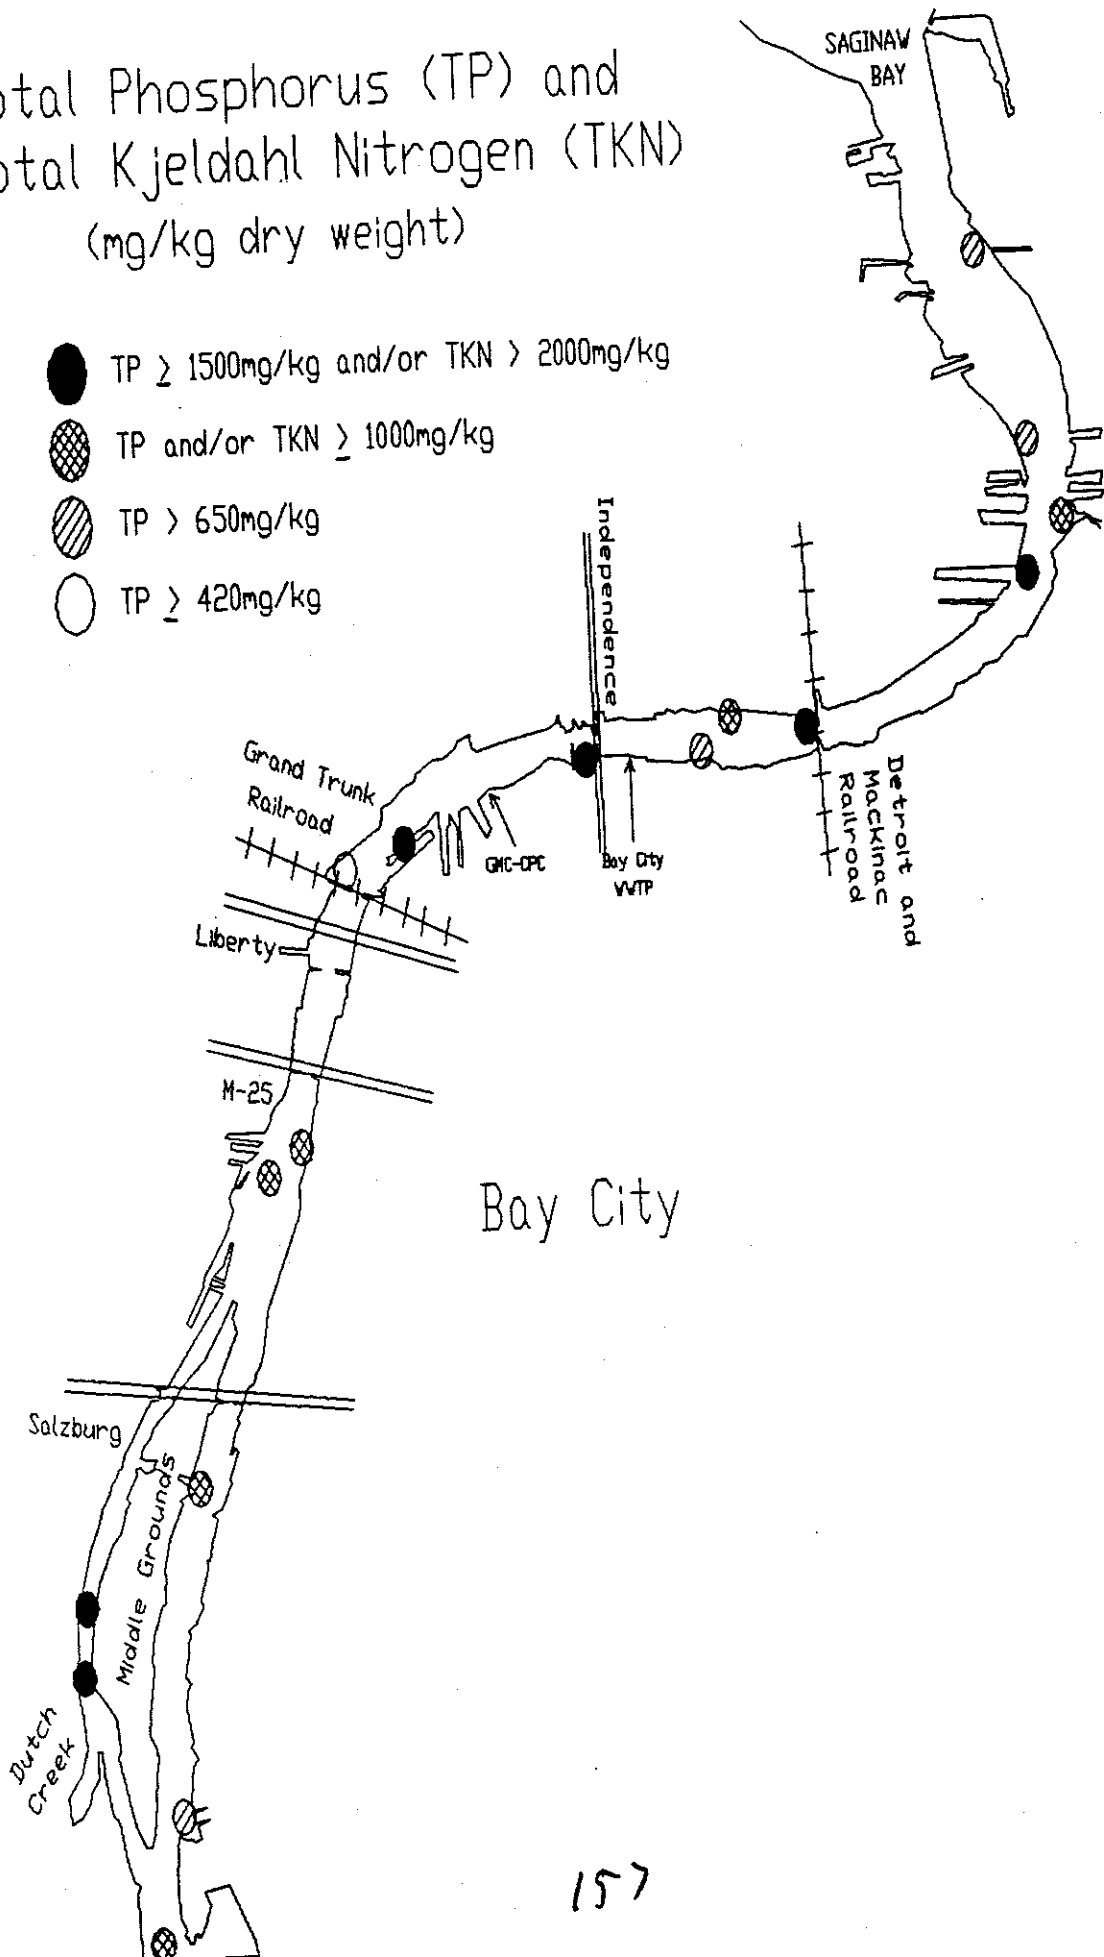 otal Phosphorus (TP) and
otal Kjeldahl Nitrogen (TKN)
(mg/kg dry weight)
SAGINAW
BAY
TP ≥ 1500mg/kg and/or TKN > 2000mg/kg
TP and/or TKN ≥ 1000mg/kg
TP > 650mg/kg
TP ≥ 420mg/kg
Independence
Grand Trunk
Railroad
Detroit and
Mackinac
Railroad
GMC-CPC
Bay City
WWTP
Liberty
M-25
Bay City
Salzburg
Middle Grounds
Dutch
Creek
157